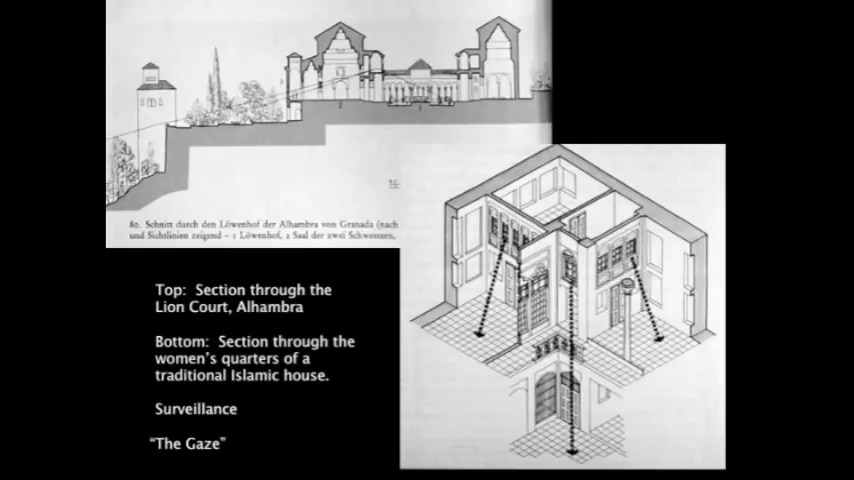 80. Schnitt durch den Löwenhof der Alhambra von Granada (nach
und Sichtlinien zeigend – 1 Löwenhof, 2 Saal der zwei Schwestern,
Top: Section through the
Lion Court, Alhambra
Bottom: Section through the
women's quarters of a
traditional Islamic house.
Surveillance
“The Gaze”